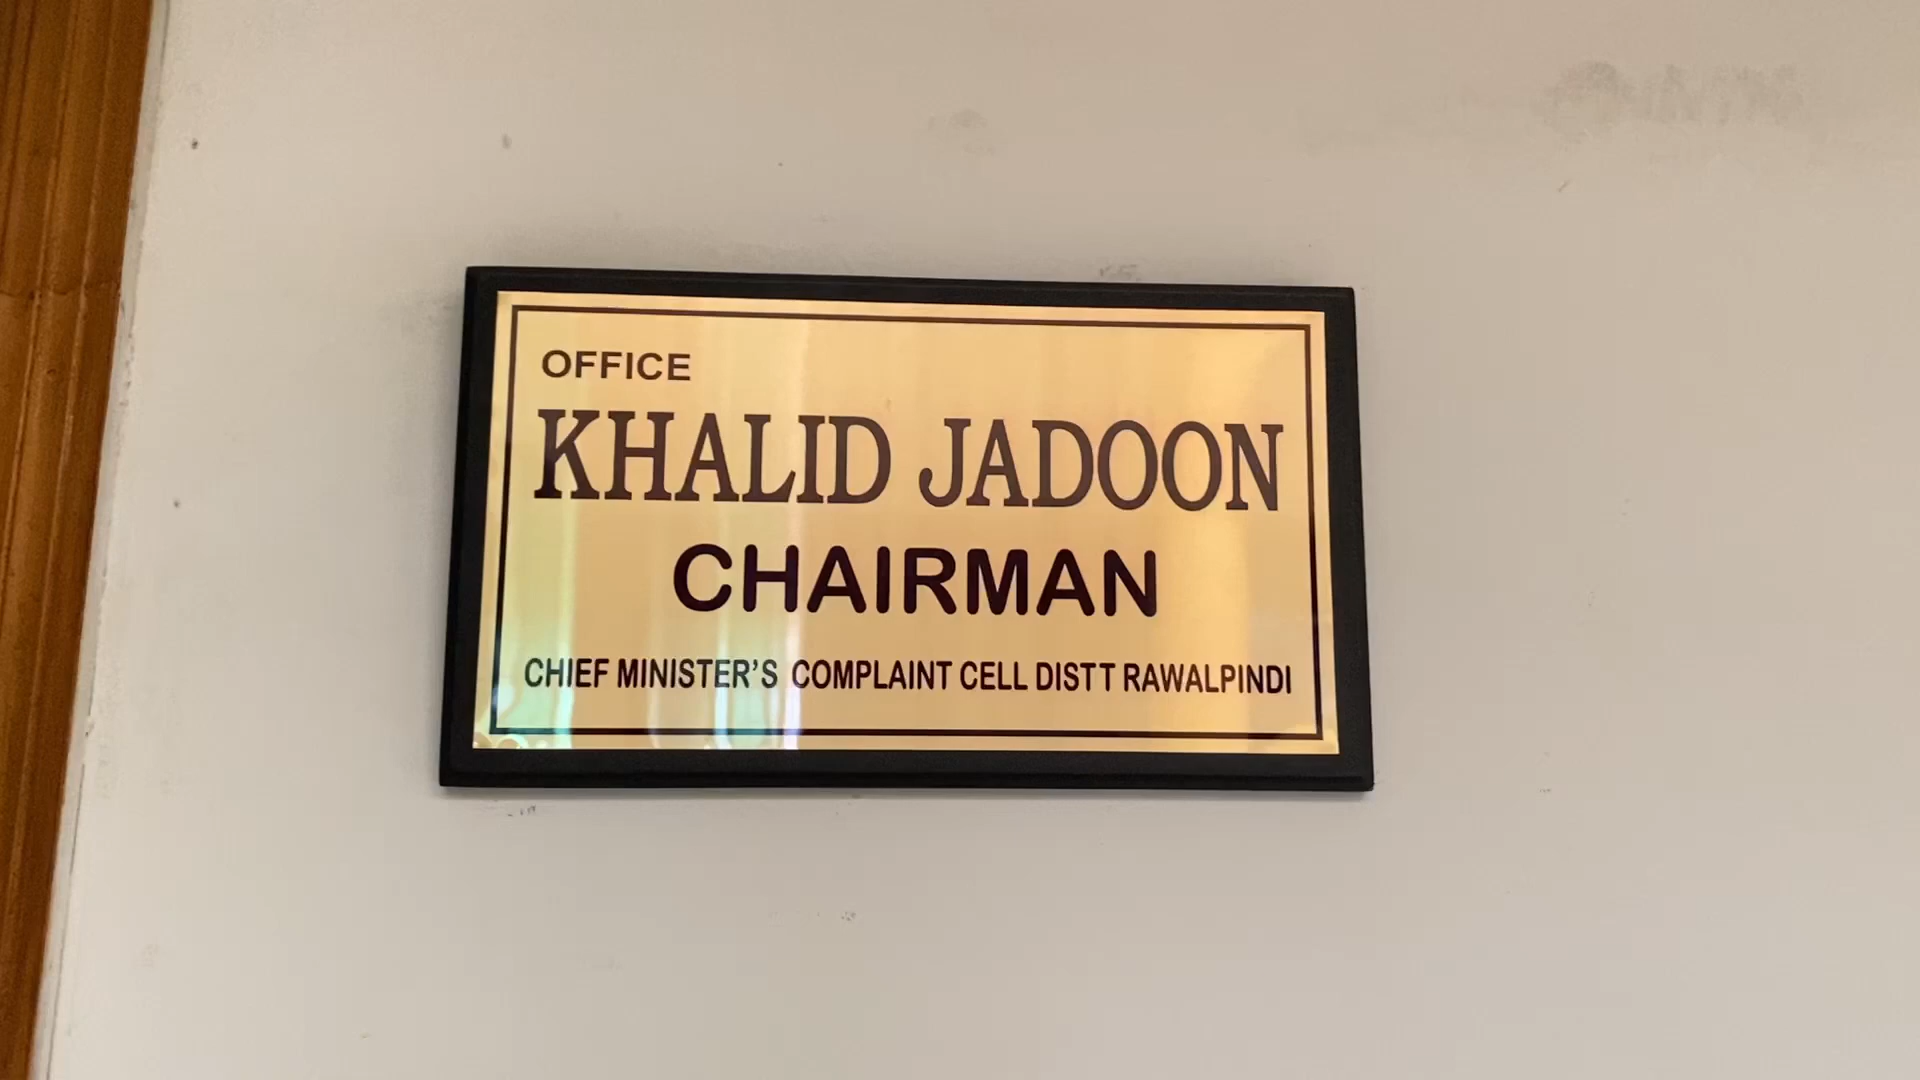 OFFICE
KHALID JADOON
CHAIRMAN
CHIEF MINISTER'S COMPLAINT CELL DISTT RAWALPINDI